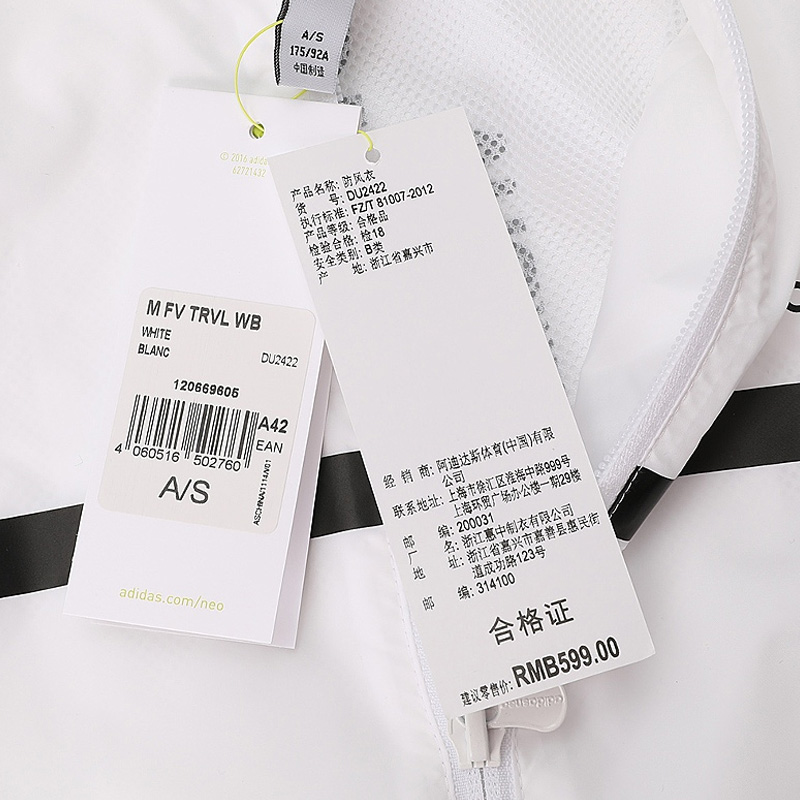 A/S
175/92A
中国制造
© 2016 adidas
62721432
M FV TRVL WB
WHITE
BLANC
DU2422
120669605
A42
EAN
4 060516 502760
A/S
ASCHINA/1114/V01
adidas.com/neo
产品名称: 防风衣
货 号: DU2422
执行标准: FZ/T 81007-2012
产品等级: 合格品
检验合格: 检18
安全类别: B类
产 地: 浙江省嘉兴市
经 销 商: 阿迪达斯体育(中国)有限
公司
联系地址: 上海市徐汇区淮海中路999号
上海环贸广场办公楼一期29楼
邮 编: 200031
厂 名: 浙江惠中制衣有限公司
地 址: 浙江省嘉兴市嘉善县惠民街
道成功路123号
邮 编: 314100
合格证
建议零售价: RMB599.00
adidas